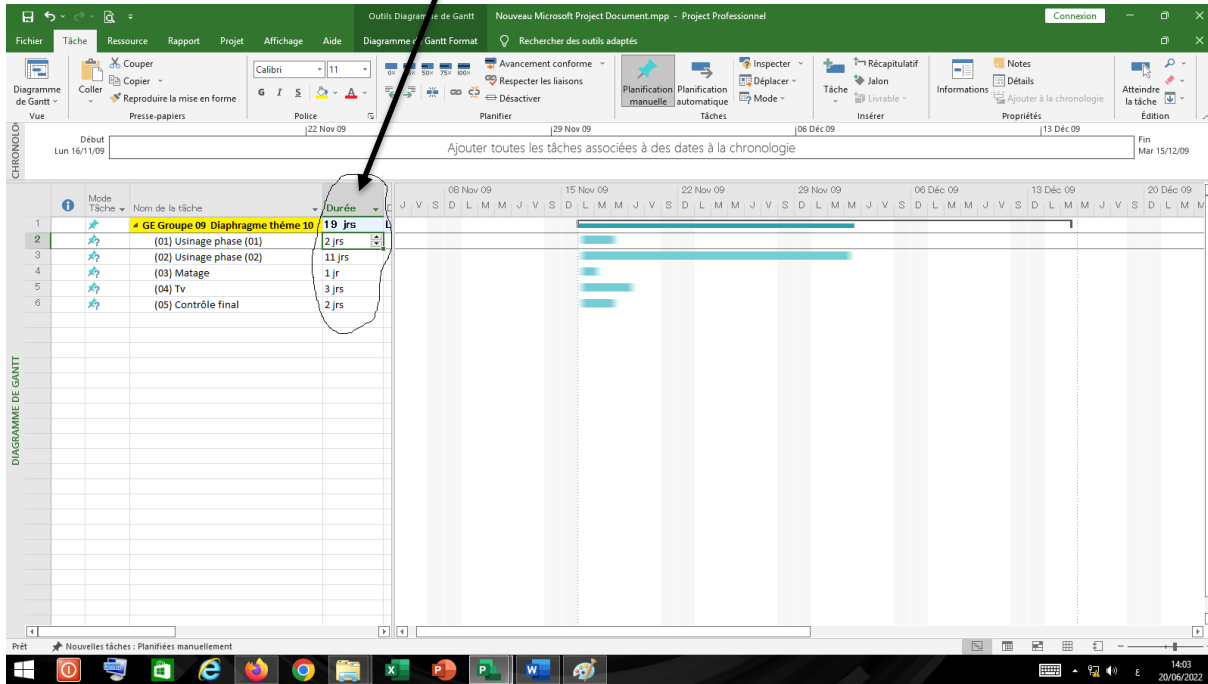 Outils Diagramme de Gantt Nouveau Microsoft Project Document.mpp - Project Professionnel Connexion
Fichier Tâche Ressource Rapport Projet Affichage Aide Diagramme de Gantt Format Rechercher des outils adaptés
Couper Calibri 11 0% 50% 75% 100% Avancement conforme Inspecter Récapitulatif Notes
Diagramme de Gantt Coller Copier Respecter les liaisons Planification manuelle Planification automatique Déplacer Tâche Jalon Informations Détails Atteindre la tâche
Reproduire la mise en forme G I S A Désactiver Mode Livrable Ajouter à la chronologie
Vue Presse-papiers Police Planifier Tâches Insérer Propriétés Édition
22 Nov 09 29 Nov 09 06 Déc 09 13 Déc 09
CHRONOLO
Début
Lun 16/11/09
Ajouter toutes les tâches associées à des dates à la chronologie
Fin
Mar 15/12/09
08 Nov 09 15 Nov 09 22 Nov 09 29 Nov 09 06 Déc 09 13 Déc 09 20 Déc 09
Mode Tâche Nom de la tâche Durée J V S D L M M J V S D L M M J V S D L M M J V S D L M M J V S D L M M J V S D L M M J V S D L M M
1 GE Groupe 09 Diaphragme théme 10 19 jrs
2 (01) Usinage phase (01) 2 jrs
3 (02) Usinage phase (02) 11 jrs
4 (03) Matage 1 jr
5 (04) Tv 3 jrs
6 (05) Contrôle final 2 jrs
DIAGRAMME DE GANTT
Prêt Nouvelles tâches : Planifiées manuellement
ع 14:03
20/06/2022